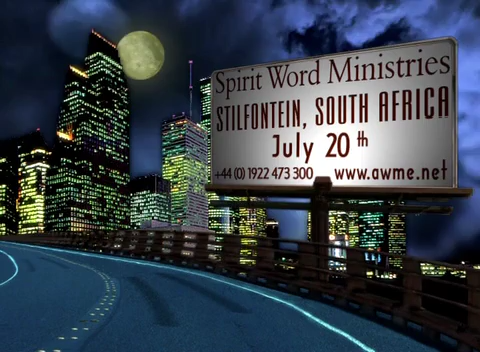 Spirit Word Ministries
STILFONTEIN, SOUTH AFRICA
July 20th
+44 (0) 1922 473 300 www.awme.net